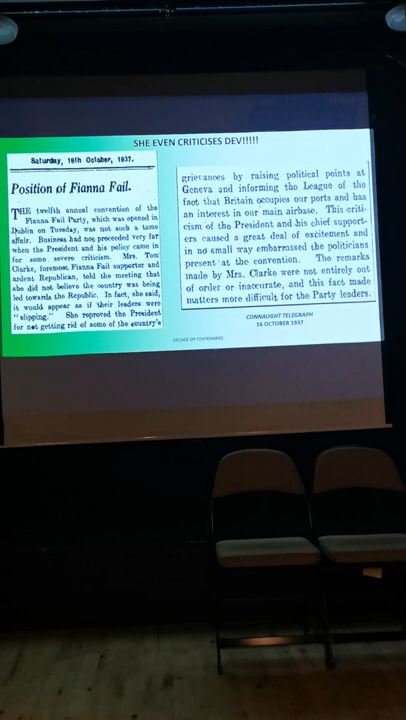 SHE EVEN CRITICISES DEV!!!!!
Saturday, 16th October, 1937.
Position of Fianna Fail.
THE twelfth annual convention of the
Fianna Fail Party, which was opened in
Dublin on Tuesday, was not such a tame
affair. Business had not proceeded very far
when the President and his policy came in
for some severe criticism. Mrs. Tom
Clarke, foremost Fianna Fail supporter and
ardent Republican, told the meeting that
she did not believe the country was being
led towards the Republic. In fact, she said,
it would appear as if their leaders were
"slipping." She reproved the President
for not getting rid of some of the country's
grievances by raising political points at
Geneva and informing the League of the
fact that Britain occupies our ports and has
an interest in our main airbase. This criti-
cism of the President and his chief support-
ers caused a great deal of excitement and
in no small way embarrassed the politicians
present at the convention. The remarks
made by Mrs. Clarke were not entirely out
of order or inaccurate, and this fact made
matters more difficult for the Party leaders.
CONNAUGHT TELEGRAPH
16 OCTOBER 1937
DECADE OF CENTENARIES